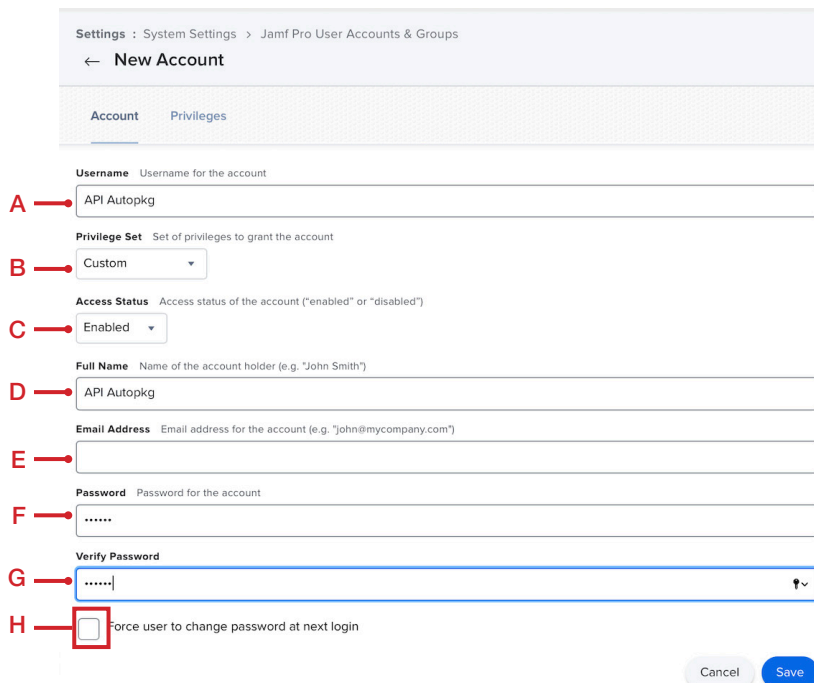 Settings : System Settings > Jamf Pro User Accounts & Groups
← New Account
Account Privileges
Username Username for the account
A API Autopkg
Privilege Set Set of privileges to grant the account
B Custom
Access Status Access status of the account ("enabled" or “disabled”)
C Enabled
Full Name Name of the account holder (e.g. "John Smith")
D API Autopkg
Email Address Email address for the account (e.g. "john@mycompany.com")
E
Password Password for the account
F ••••••
Verify Password
G ••••••
H Force user to change password at next login
Cancel Save